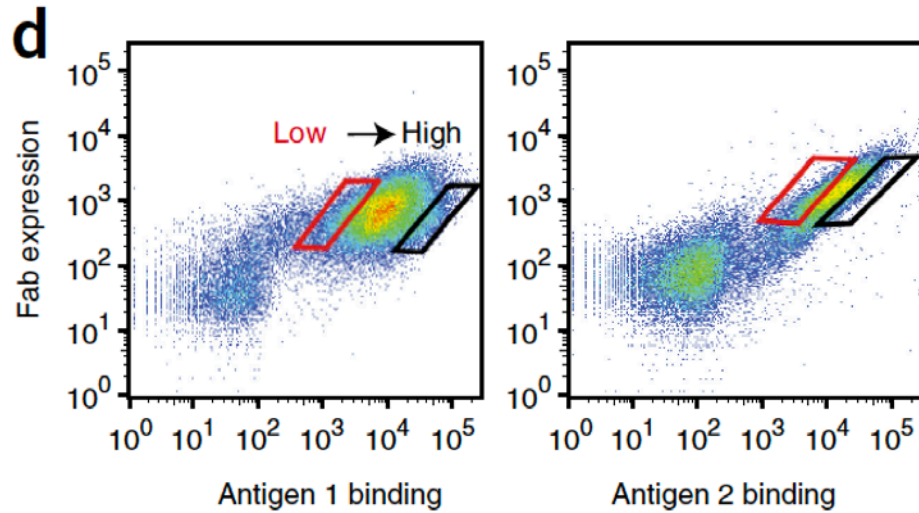 d
Fab expression
10⁵
10⁴
10³
10²
10¹
10⁰
Low → High
10⁰ 10¹ 10² 10³ 10⁴ 10⁵
Antigen 1 binding
10⁵
10⁴
10³
10²
10¹
10⁰
10⁰ 10¹ 10² 10³ 10⁴ 10⁵
Antigen 2 binding